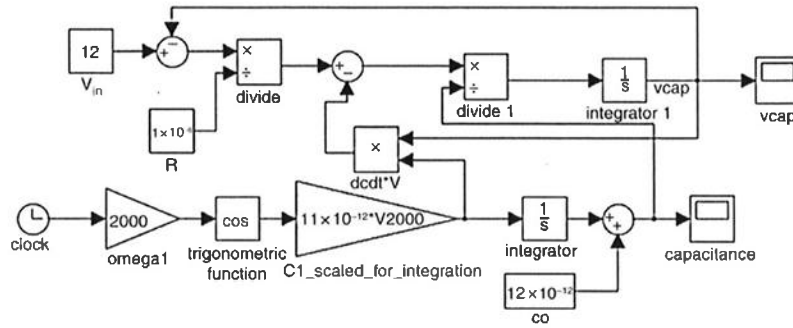 12
V_in
+
−
×
÷
divide
1×10⁻⁶
R
+
−
×
÷
divide 1
1/s
vcap
integrator 1
vcap
×
dcdt*V
clock
2000
omega1
cos
trigonometric
function
11×10⁻¹²*V2000
C1_scaled_for_integration
1/s
integrator
+
+
12×10⁻¹²
co
capacitance